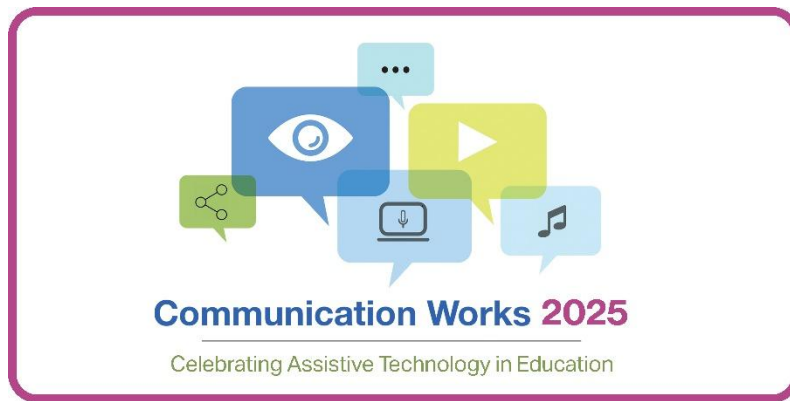 Communication Works 2025
Celebrating Assistive Technology in Education